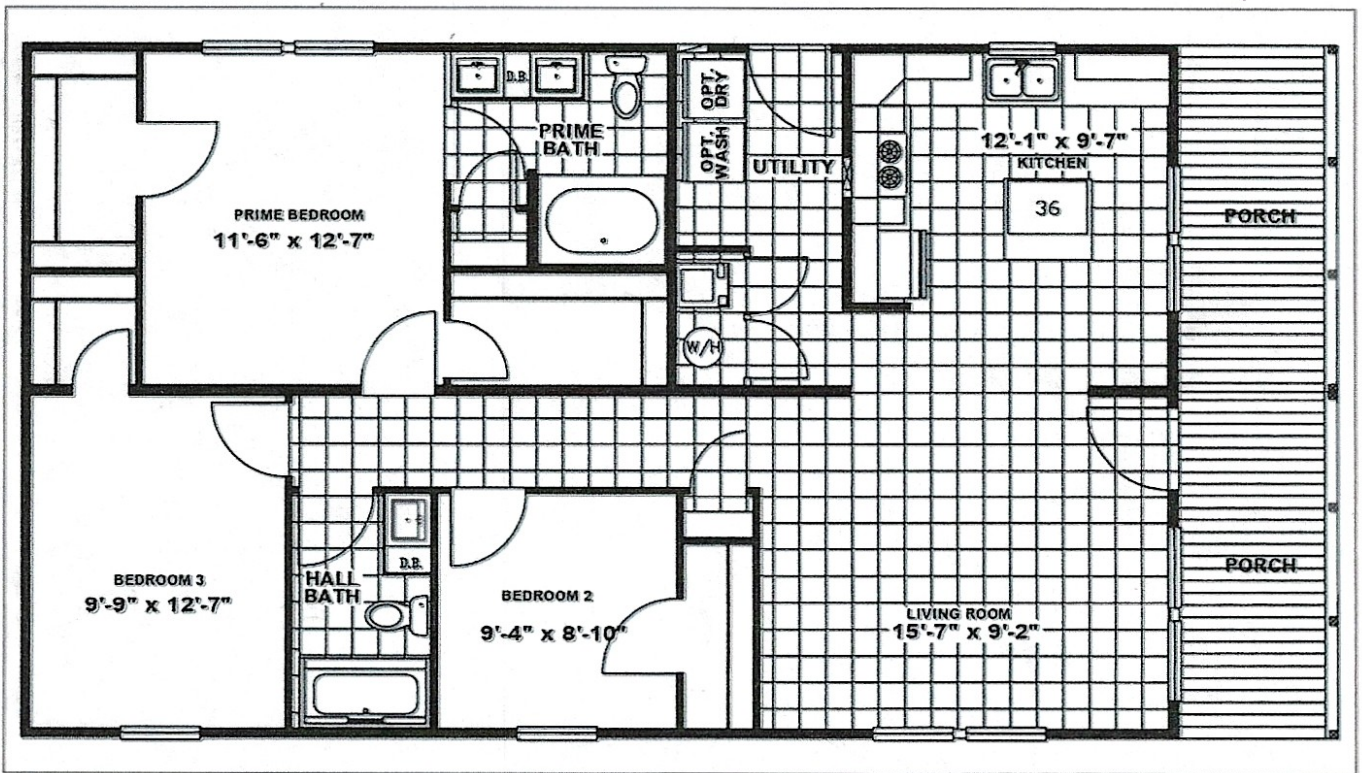 D.B.
PRIME
BATH
OPT.
DRY
OPT.
WASH
UTILITY
12'-1" x 9'-7"
KITCHEN
36
PORCH
PRIME BEDROOM
11'-6" x 12'-7"
W/H
D.B.
HALL
BATH
BEDROOM 3
9'-9" x 12'-7"
BEDROOM 2
9'-4" x 8'-10"
LIVING ROOM
15'-7" x 9'-2"
PORCH